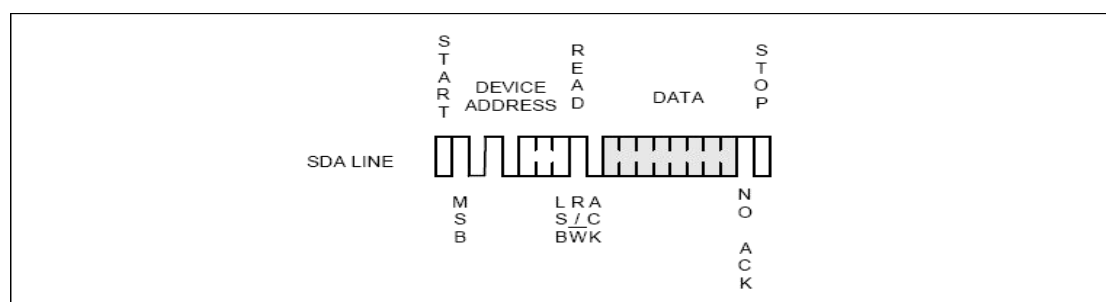 START
DEVICE
ADDRESS
READ
DATA
STOP
SDA LINE
MSB
LSB
R/W
ACK
NO ACK